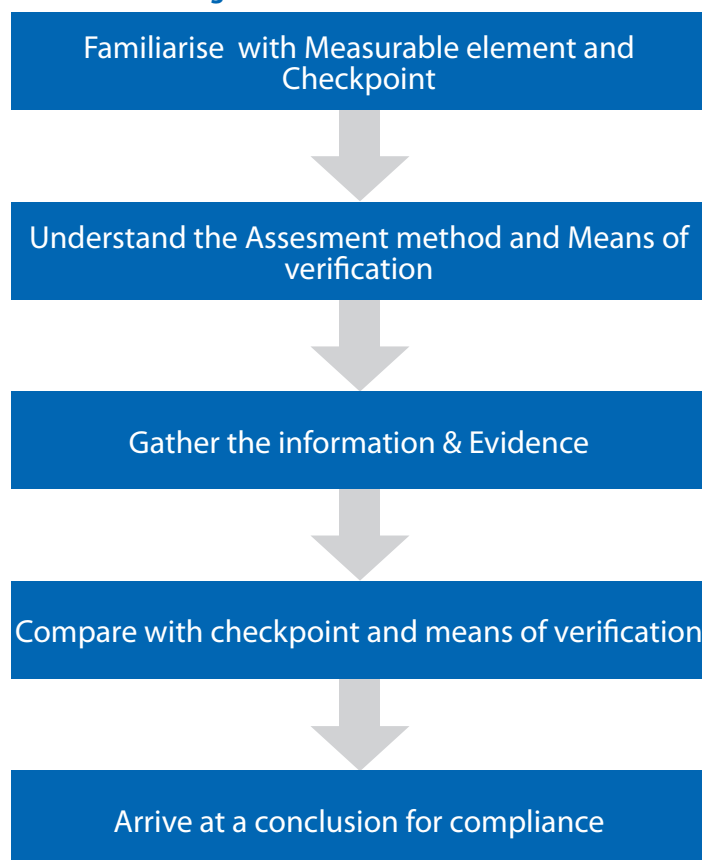 Familiarise with Measurable element and
Checkpoint
Understand the Assesment method and Means of
verification
Gather the information & Evidence
Compare with checkpoint and means of verification
Arrive at a conclusion for compliance